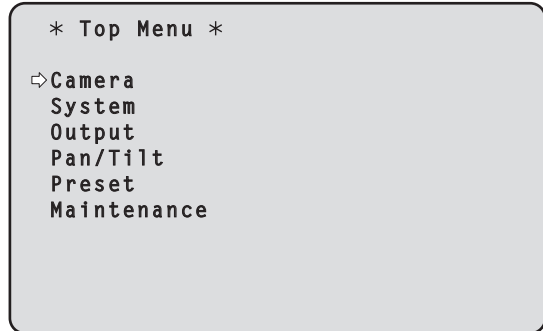 * Top Menu *
⇨Camera
System
Output
Pan/Tilt
Preset
Maintenance